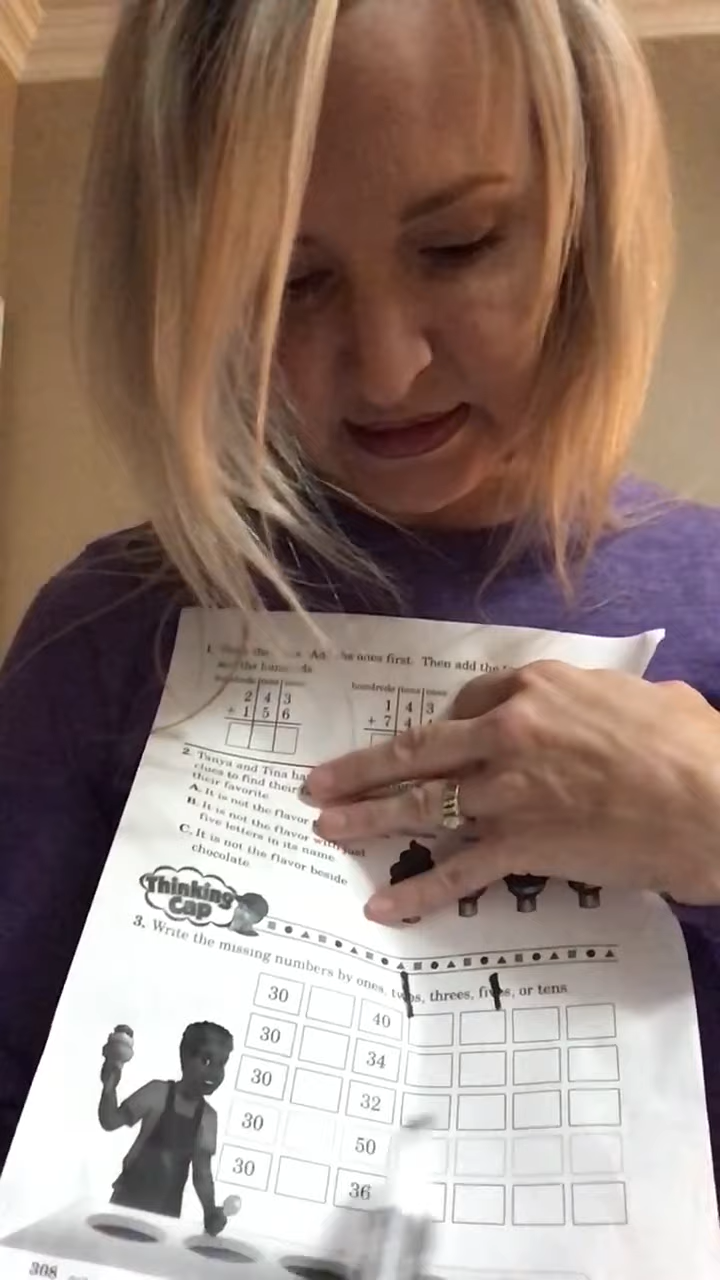 1. the ones first. Then add the
hundreds tens ones
2 4 3
+ 1 5 6
hundreds tens ones
1 4 3
+ 7 4
2. Tanya and Tina
clues to find their
their favorite
A. It is not the flavor
B. It is not the flavor with just
five letters in its name
C. It is not the flavor beside
chocolate
Thinking
Cap
3. Write the missing numbers by ones, twos, threes, fives, or tens
30 40
30 34
30 32
30 50
30 36
308